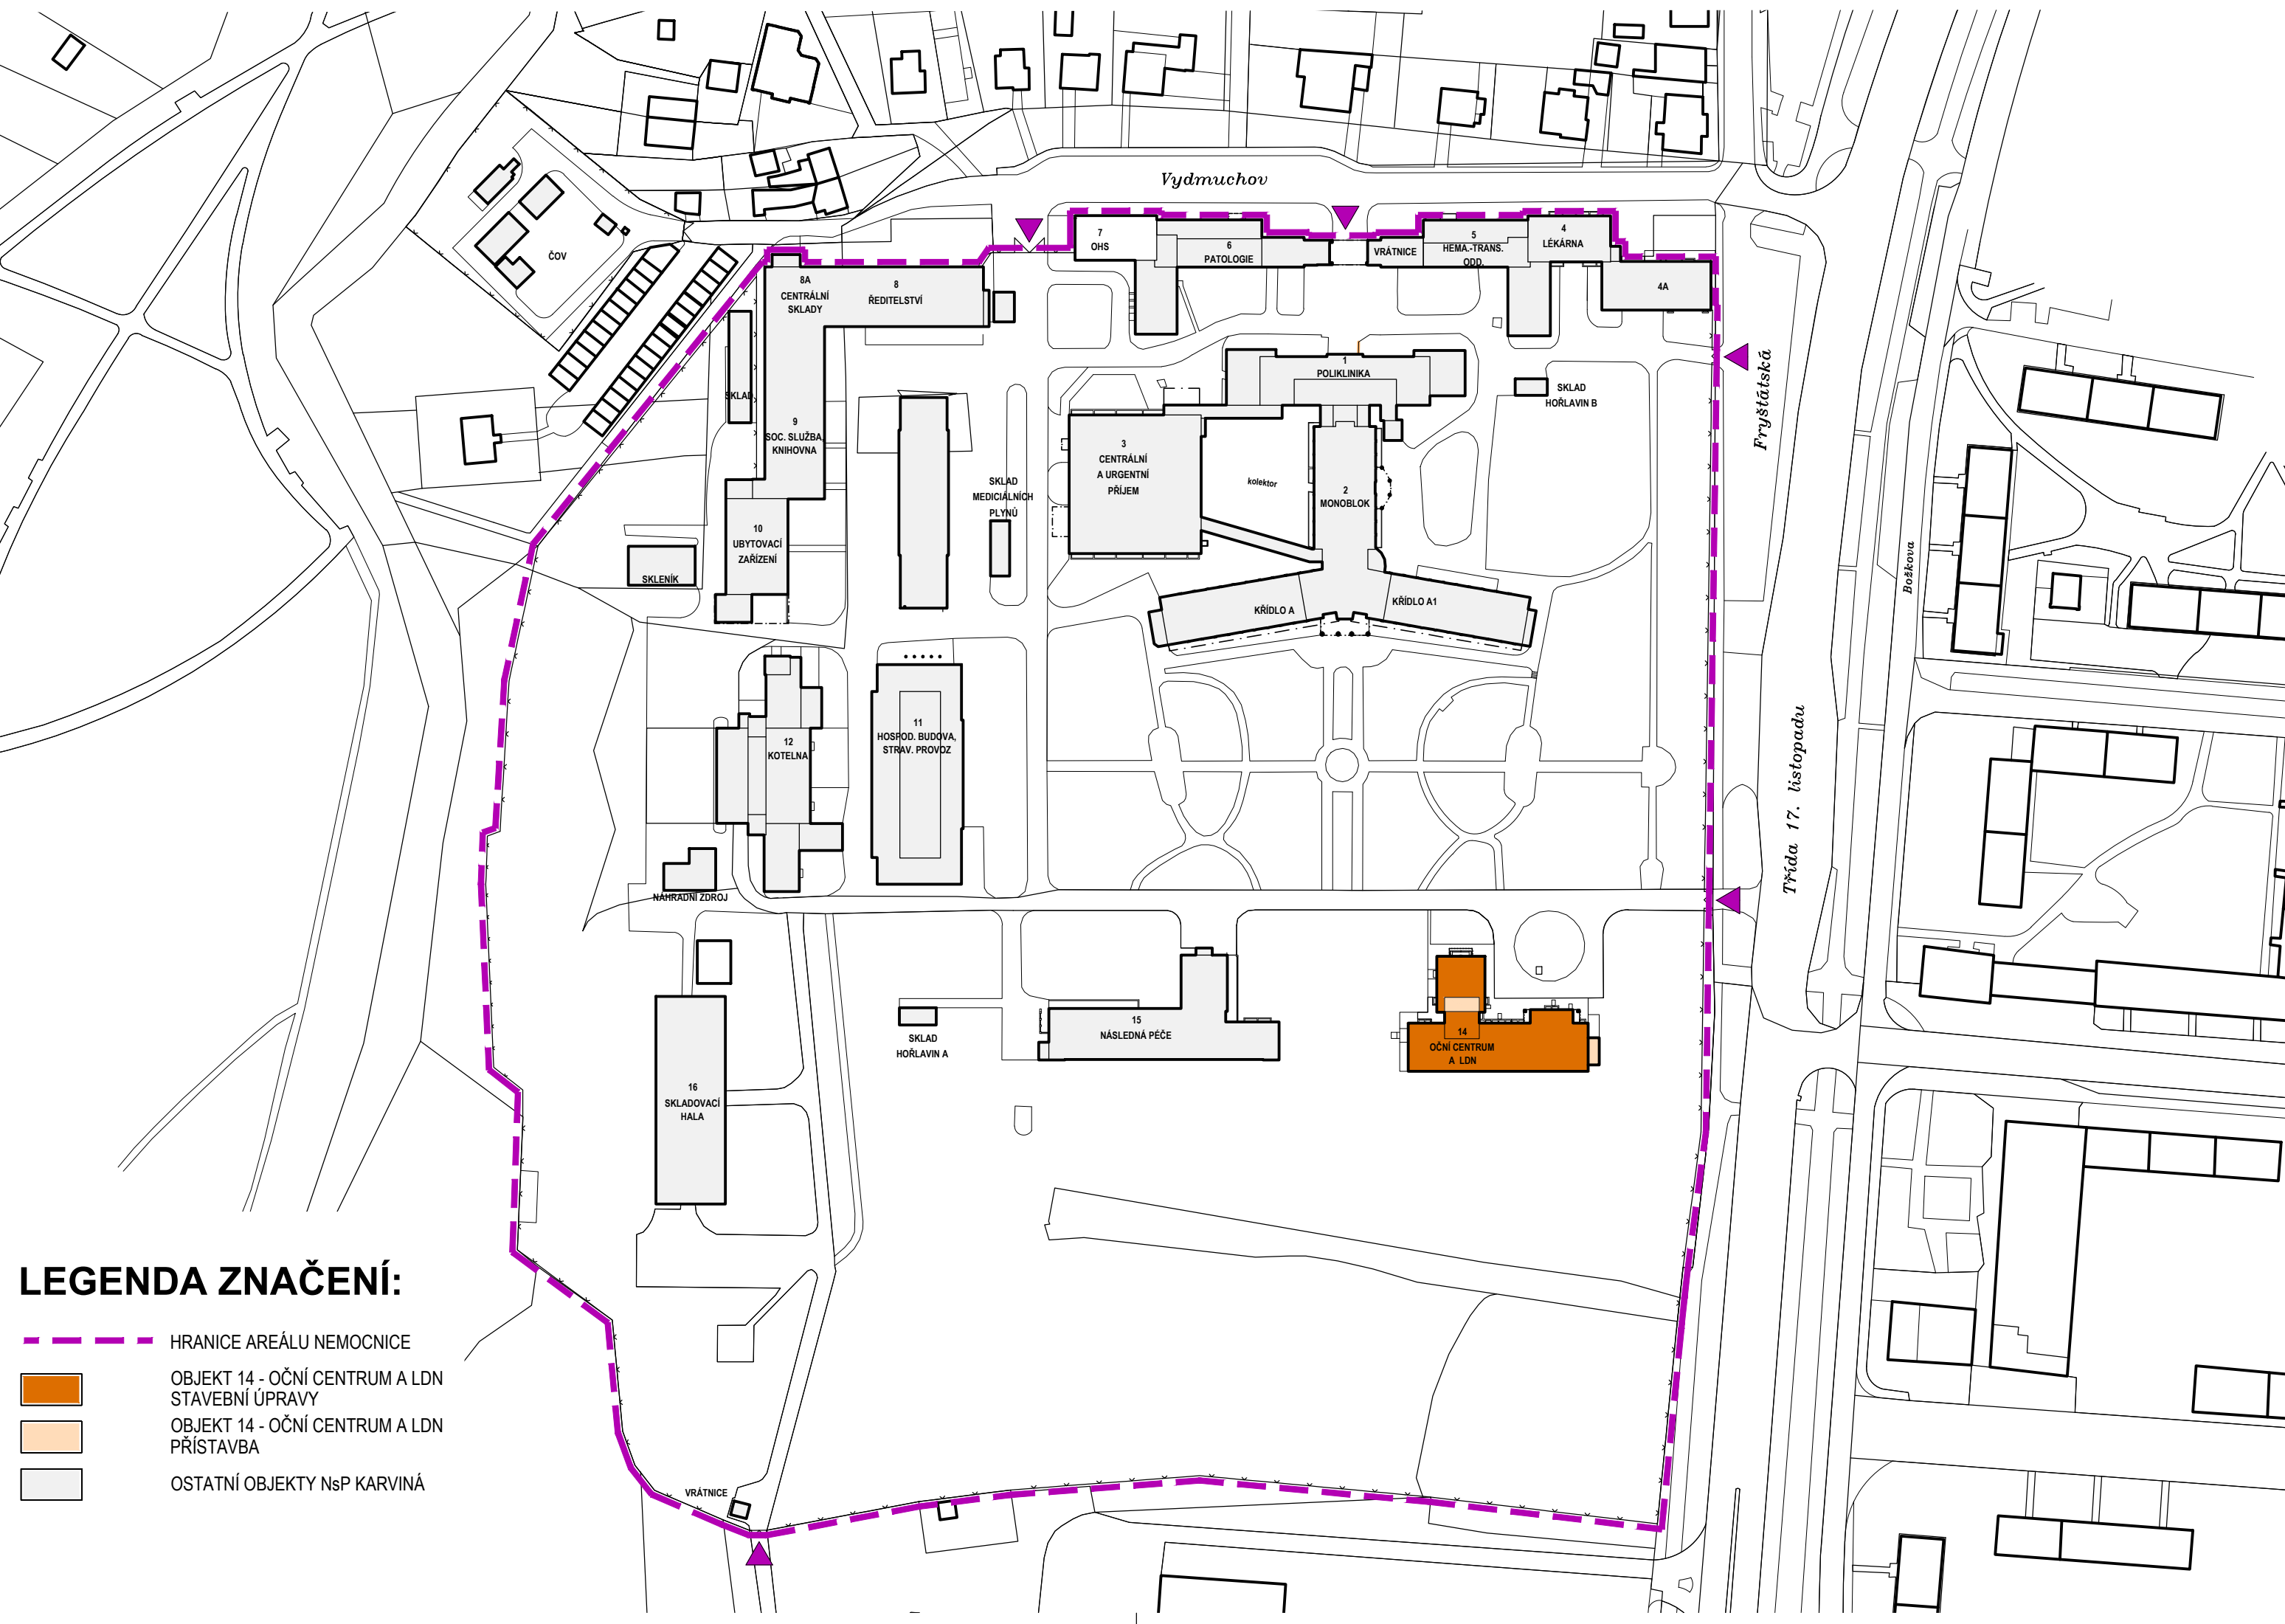 Vydmuchov
7
OHS
6
PATOLOGIE
VRÁTNICE
5
HEMA.-TRANS.
ODD.
4
LÉKÁRNA
4A
ČOV
8A
CENTRÁLNÍ
SKLADY
8
ŘEDITELSTVÍ
1
POLIKLINIKA
SKLAD
HOŘLAVIN B
Fryštátská
SKLAD
9
SOC. SLUŽBA,
KNIHOVNA
3
CENTRÁLNÍ
A URGENTNÍ
PŘÍJEM
kolektor
2
MONOBLOK
SKLAD
MEDICIÁLNÍCH
PLYNŮ
10
UBYTOVACÍ
ZAŘÍZENÍ
SKLENÍK
KŘÍDLO A
KŘÍDLO A1
Božkova
11
HOSPOD. BUDOVA,
STRAV. PROVOZ
12
KOTELNA
Třída 17. listopadu
NÁHRADNÍ ZDROJ
SKLAD
HOŘLAVIN A
15
NÁSLEDNÁ PÉČE
14
OČNÍ CENTRUM
A LDN
16
SKLADOVACÍ
HALA
LEGENDA ZNAČENÍ:
HRANICE AREÁLU NEMOCNICE
OBJEKT 14 - OČNÍ CENTRUM A LDN
STAVEBNÍ ÚPRAVY
OBJEKT 14 - OČNÍ CENTRUM A LDN
PŘÍSTAVBA
OSTATNÍ OBJEKTY NsP KARVINÁ
VRÁTNICE